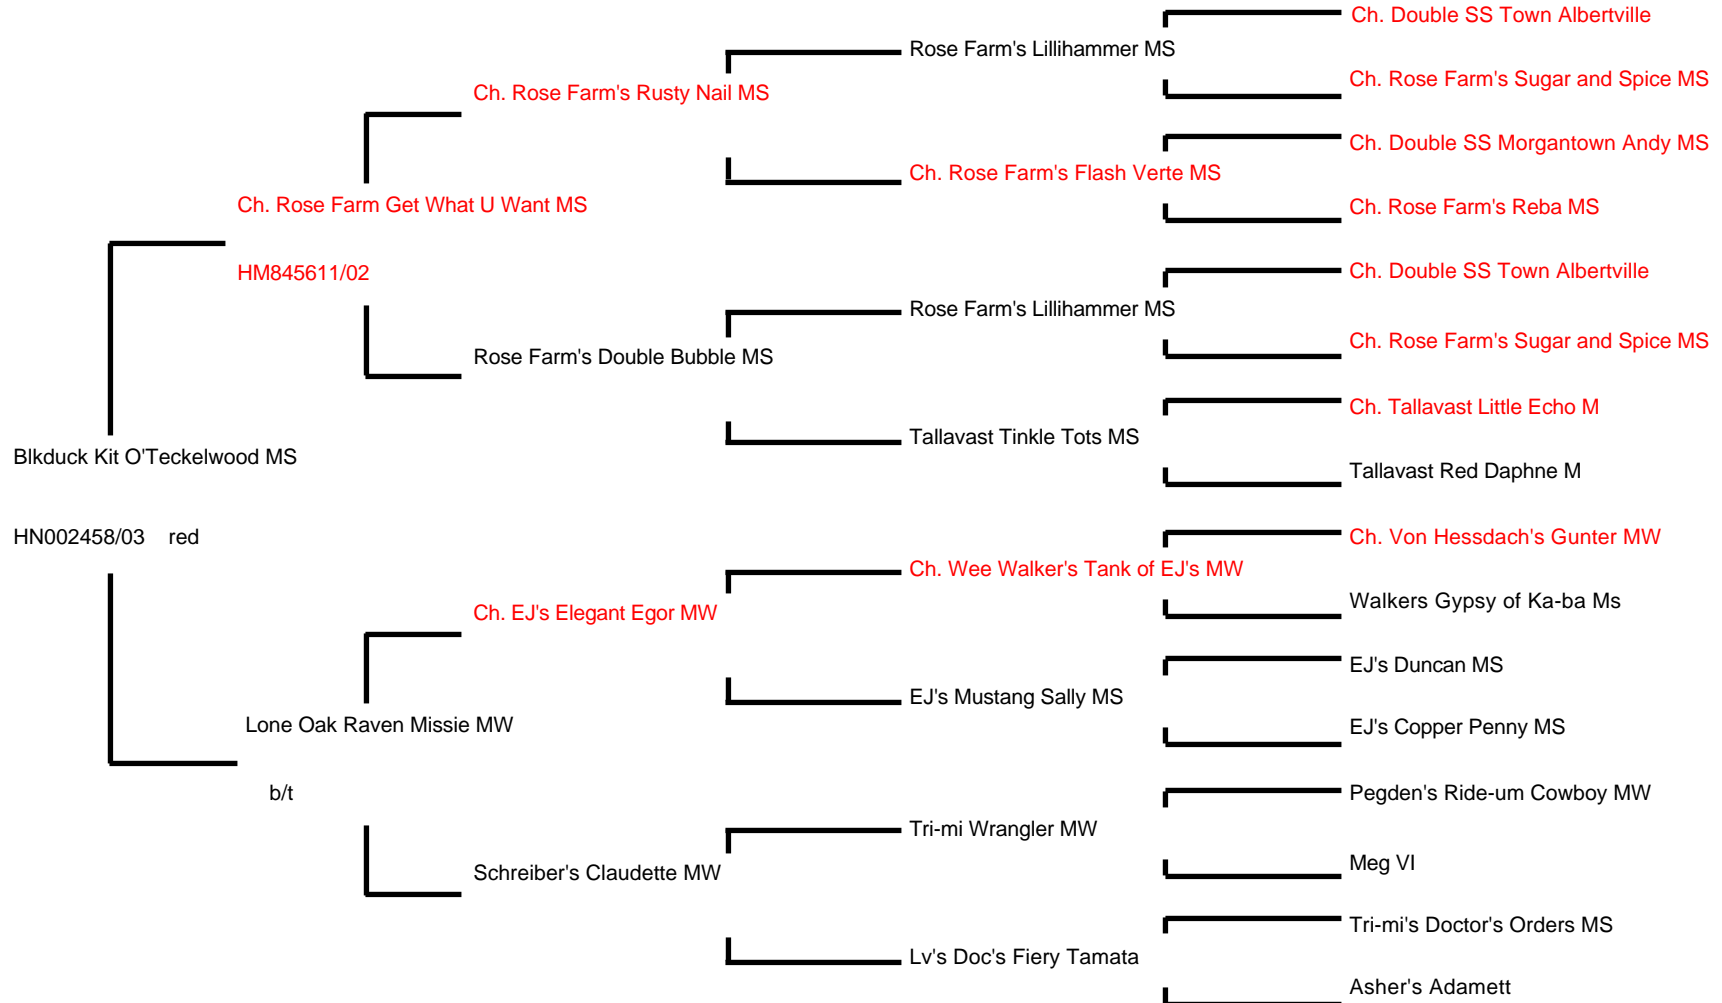 Ch. Double SS Town Albertville
Rose Farm's Lillihammer MS
Ch. Rose Farm's Sugar and Spice MS
Ch. Rose Farm's Rusty Nail MS
Ch. Double SS Morgantown Andy MS
Ch. Rose Farm's Flash Verte MS
Ch. Rose Farm Get What U Want MS
Ch. Rose Farm's Reba MS
HM845611/02
Ch. Double SS Town Albertville
Rose Farm's Lillihammer MS
Ch. Rose Farm's Sugar and Spice MS
Rose Farm's Double Bubble MS
Ch. Tallavast Little Echo M
Tallavast Tinkle Tots MS
Blkduck Kit O'Teckelwood MS
Tallavast Red Daphne M
HN002458/03 red
Ch. Von Hessdach's Gunter MW
Ch. Wee Walker's Tank of EJ's MW
Walkers Gypsy of Ka-ba Ms
Ch. EJ's Elegant Egor MW
EJ's Duncan MS
EJ's Mustang Sally MS
Lone Oak Raven Missie MW
EJ's Copper Penny MS
b/t
Pegden's Ride-um Cowboy MW
Tri-mi Wrangler MW
Meg VI
Schreiber's Claudette MW
Tri-mi's Doctor's Orders MS
Lv's Doc's Fiery Tamata
Asher's Adamett